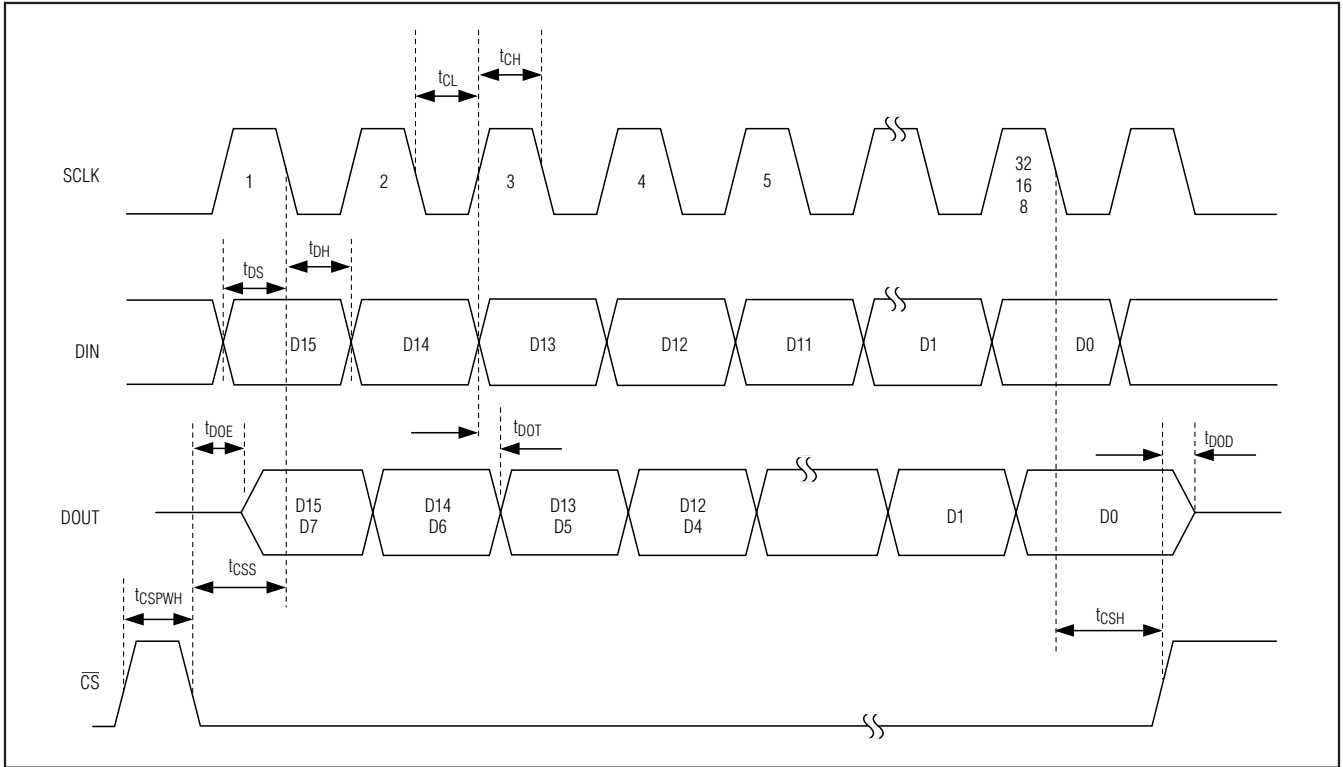 tCL
tCH
SCLK
1
2
3
4
5
32
16
8
tDS
tDH
DIN
D15
D14
D13
D12
D11
D1
D0
tDOE
tDOT
tDOD
DOUT
D15
D7
D14
D6
D13
D5
D12
D4
D1
D0
tCSS
tCSPWH
tCSH
C̅S̅